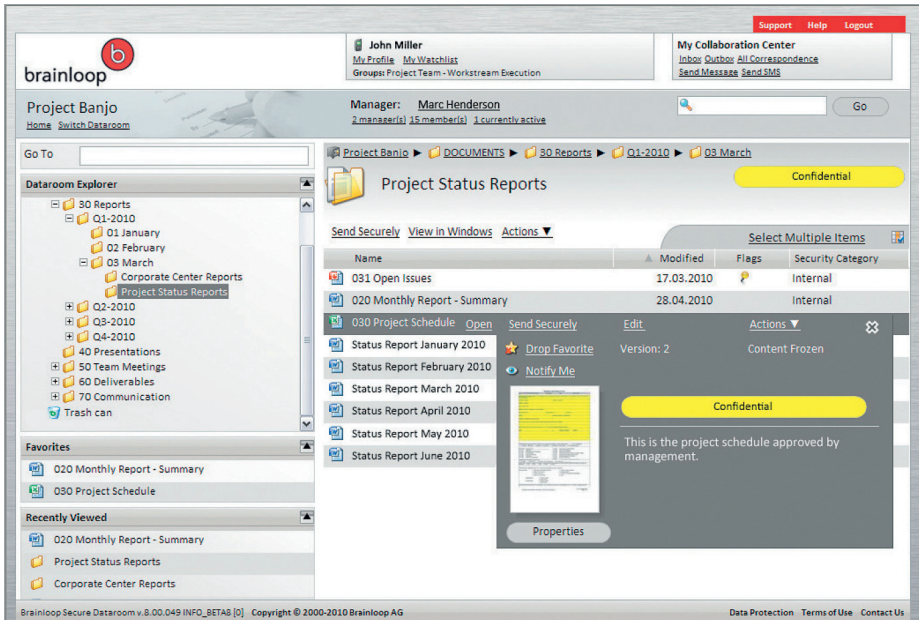 Support Help Logout
brainloop
John Miller
My Profile My Watchlist
Groups: Project Team - Workstream Execution
My Collaboration Center
Inbox Outbox All Correspondence
Send Message Send SMS
Project Banjo
Home Switch Dataroom
Manager: Marc Henderson
2 manager(s) 15 member(s) 1 currently active
Go
Go To
Project Banjo ▶ DOCUMENTS ▶ 30 Reports ▶ Q1-2010 ▶ 03 March
Project Status Reports
Confidential
Dataroom Explorer
30 Reports
Q1-2010
01 January
02 February
03 March
Corporate Center Reports
Project Status Reports
Q2-2010
Q3-2010
Q4-2010
40 Presentations
50 Team Meetings
60 Deliverables
70 Communication
Trash can
Send Securely View in Windows Actions ▼
Select Multiple Items
Name Modified Flags Security Category
031 Open Issues 17.03.2010 Internal
020 Monthly Report - Summary 28.04.2010 Internal
030 Project Schedule Open Send Securely Edit Actions ▼
Status Report January 2010
Status Report February 2010
Status Report March 2010
Status Report April 2010
Status Report May 2010
Status Report June 2010
Drop Favorite Version: 2 Content Frozen
Notify Me
Confidential
This is the project schedule approved by
management.
Properties
Favorites
020 Monthly Report - Summary
030 Project Schedule
Recently Viewed
020 Monthly Report - Summary
Project Status Reports
Corporate Center Reports
Brainloop Secure Dataroom v.8.00.049 INFO_BETA8 [0] Copyright © 2000-2010 Brainloop AG
Data Protection Terms of Use Contact Us